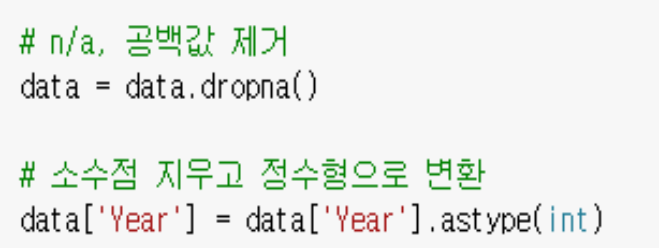 # n/a, 공백값 제거
data = data.dropna()
# 소수점 지우고 정수형으로 변환
data['Year'] = data['Year'].astype(int)